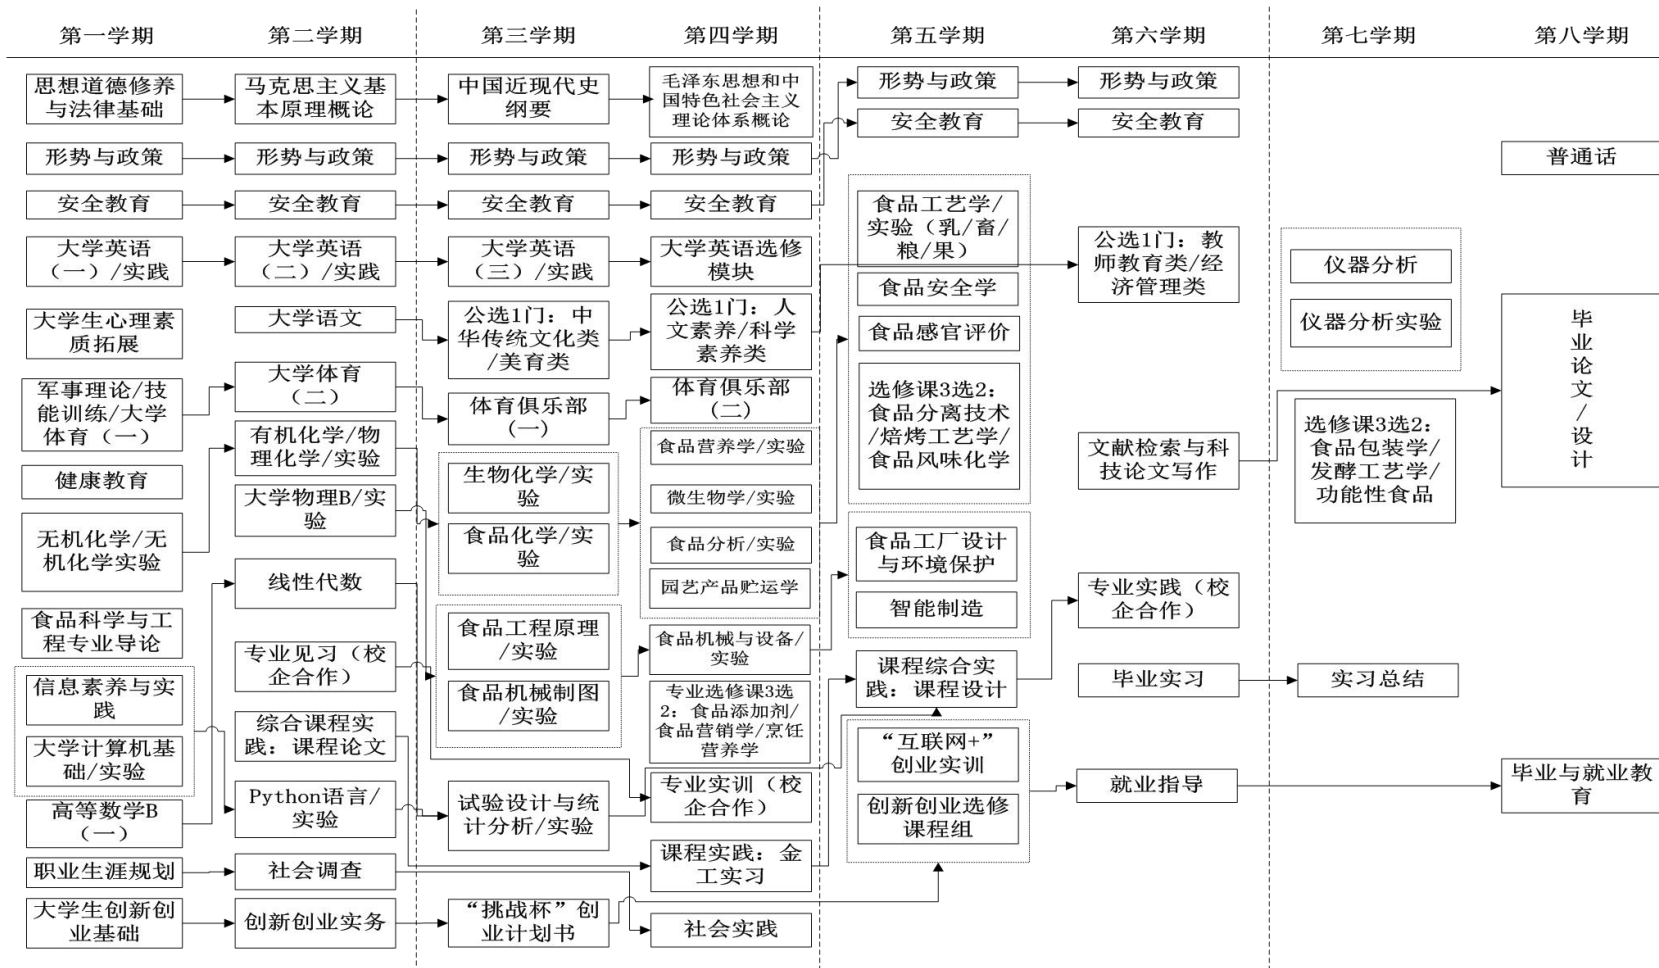 第一学期
第二学期
第三学期
第四学期
第五学期
第六学期
第七学期
第八学期
思想道德修养
与法律基础
形势与政策
安全教育
大学英语
（一）/实践
大学生心理素
质拓展
军事理论/技
能训练/大学
体育（一）
健康教育
无机化学/无
机化学实验
食品科学与工
程专业导论
信息素养与实
践
大学计算机基
础/实验
高等数学B
（一）
职业生涯规划
大学生创新创
业基础
马克思主义基
本原理概论
形势与政策
安全教育
大学英语
（二）/实践
大学语文
大学体育
（二）
有机化学/物
理化学/实验
大学物理B/实
验
线性代数
专业见习（校
企合作）
综合课程实
践：课程论文
Python语言/
实验
社会调查
创新创业实务
中国近现代史
纲要
形势与政策
安全教育
大学英语
（三）/实践
公选1门：中
华传统文化类
/美育类
体育俱乐部
（一）
生物化学/实
验
食品化学/实
验
食品工程原理
/实验
食品机械制图
/实验
试验设计与统
计分析/实验
“挑战杯”创
业计划书
毛泽东思想和中
国特色社会主义
理论体系概论
形势与政策
安全教育
大学英语选修
模块
公选1门：人
文素养/科学
素养类
体育俱乐部
（二）
食品营养学/实验
微生物学/实验
食品分析/实验
园艺产品贮运学
食品机械与设备/
实验
专业选修课3选
2：食品添加剂/
食品营销学/烹饪
营养学
专业实训（校
企合作）
课程实践：金
工实习
社会实践
形势与政策
安全教育
食品工艺学/
实验（乳/畜/
粮/果）
食品安全学
食品感官评价
选修课3选2：
食品分离技术
/焙烤工艺学/
食品风味化学
食品工厂设计
与环境保护
智能制造
课程综合实
践：课程设计
“互联网+”
创业实训
创新创业选修
课程组
形势与政策
安全教育
公选1门：教
师教育类/经
济管理类
文献检索与科
技论文写作
专业实践（校
企合作）
毕业实习
就业指导
仪器分析
仪器分析实验
选修课3选2：
食品包装学/
发酵工艺学/
功能性食品
实习总结
普通话
毕业论文/设计
毕业与就业教
育